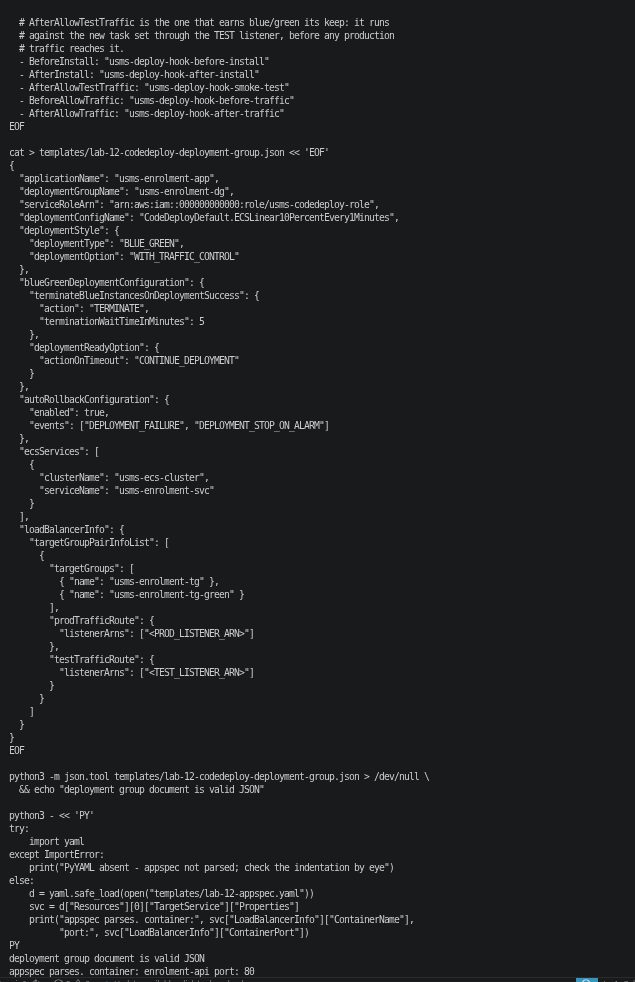 # AfterAllowTestTraffic is the one that earns blue/green its keep: it runs
# against the new task set through the TEST listener, before any production
# traffic reaches it.
- BeforeInstall: "usms-deploy-hook-before-install"
- AfterInstall: "usms-deploy-hook-after-install"
- AfterAllowTestTraffic: "usms-deploy-hook-smoke-test"
- BeforeAllowTraffic: "usms-deploy-hook-before-traffic"
- AfterAllowTraffic: "usms-deploy-hook-after-traffic"
EOF

cat > templates/lab-12-codedeploy-deployment-group.json << 'EOF'
{
  "applicationName": "usms-enrolment-app",
  "deploymentGroupName": "usms-enrolment-dg",
  "serviceRoleArn": "arn:aws:iam::000000000000:role/usms-codedeploy-role",
  "deploymentConfigName": "CodeDeployDefault.ECSLinear10PercentEvery1Minutes",
  "deploymentStyle": {
    "deploymentType": "BLUE_GREEN",
    "deploymentOption": "WITH_TRAFFIC_CONTROL"
  },
  "blueGreenDeploymentConfiguration": {
    "terminateBlueInstancesOnDeploymentSuccess": {
      "action": "TERMINATE",
      "terminationWaitTimeInMinutes": 5
    },
    "deploymentReadyOption": {
      "actionOnTimeout": "CONTINUE_DEPLOYMENT"
    }
  },
  "autoRollbackConfiguration": {
    "enabled": true,
    "events": ["DEPLOYMENT_FAILURE", "DEPLOYMENT_STOP_ON_ALARM"]
  },
  "ecsServices": [
    {
      "clusterName": "usms-ecs-cluster",
      "serviceName": "usms-enrolment-svc"
    }
  ],
  "loadBalancerInfo": {
    "targetGroupPairInfoList": [
      {
        "targetGroups": [
          { "name": "usms-enrolment-tg" },
          { "name": "usms-enrolment-tg-green" }
        ],
        "prodTrafficRoute": {
          "listenerArns": ["<PROD_LISTENER_ARN>"]
        },
        "testTrafficRoute": {
          "listenerArns": ["<TEST_LISTENER_ARN>"]
        }
      }
    ]
  }
}
EOF

python3 -m json.tool templates/lab-12-codedeploy-deployment-group.json > /dev/null \
  && echo "deployment group document is valid JSON"

python3 - << 'PY'
try:
    import yaml
except ImportError:
    print("PyYAML absent - appspec not parsed; check the indentation by eye")
else:
    d = yaml.safe_load(open("templates/lab-12-appspec.yaml"))
    svc = d["Resources"][0]["TargetService"]["Properties"]
    print("appspec parses. container:", svc["LoadBalancerInfo"]["ContainerName"],
          "port:", svc["LoadBalancerInfo"]["ContainerPort"])
PY
deployment group document is valid JSON
appspec parses. container: enrolment-api port: 80